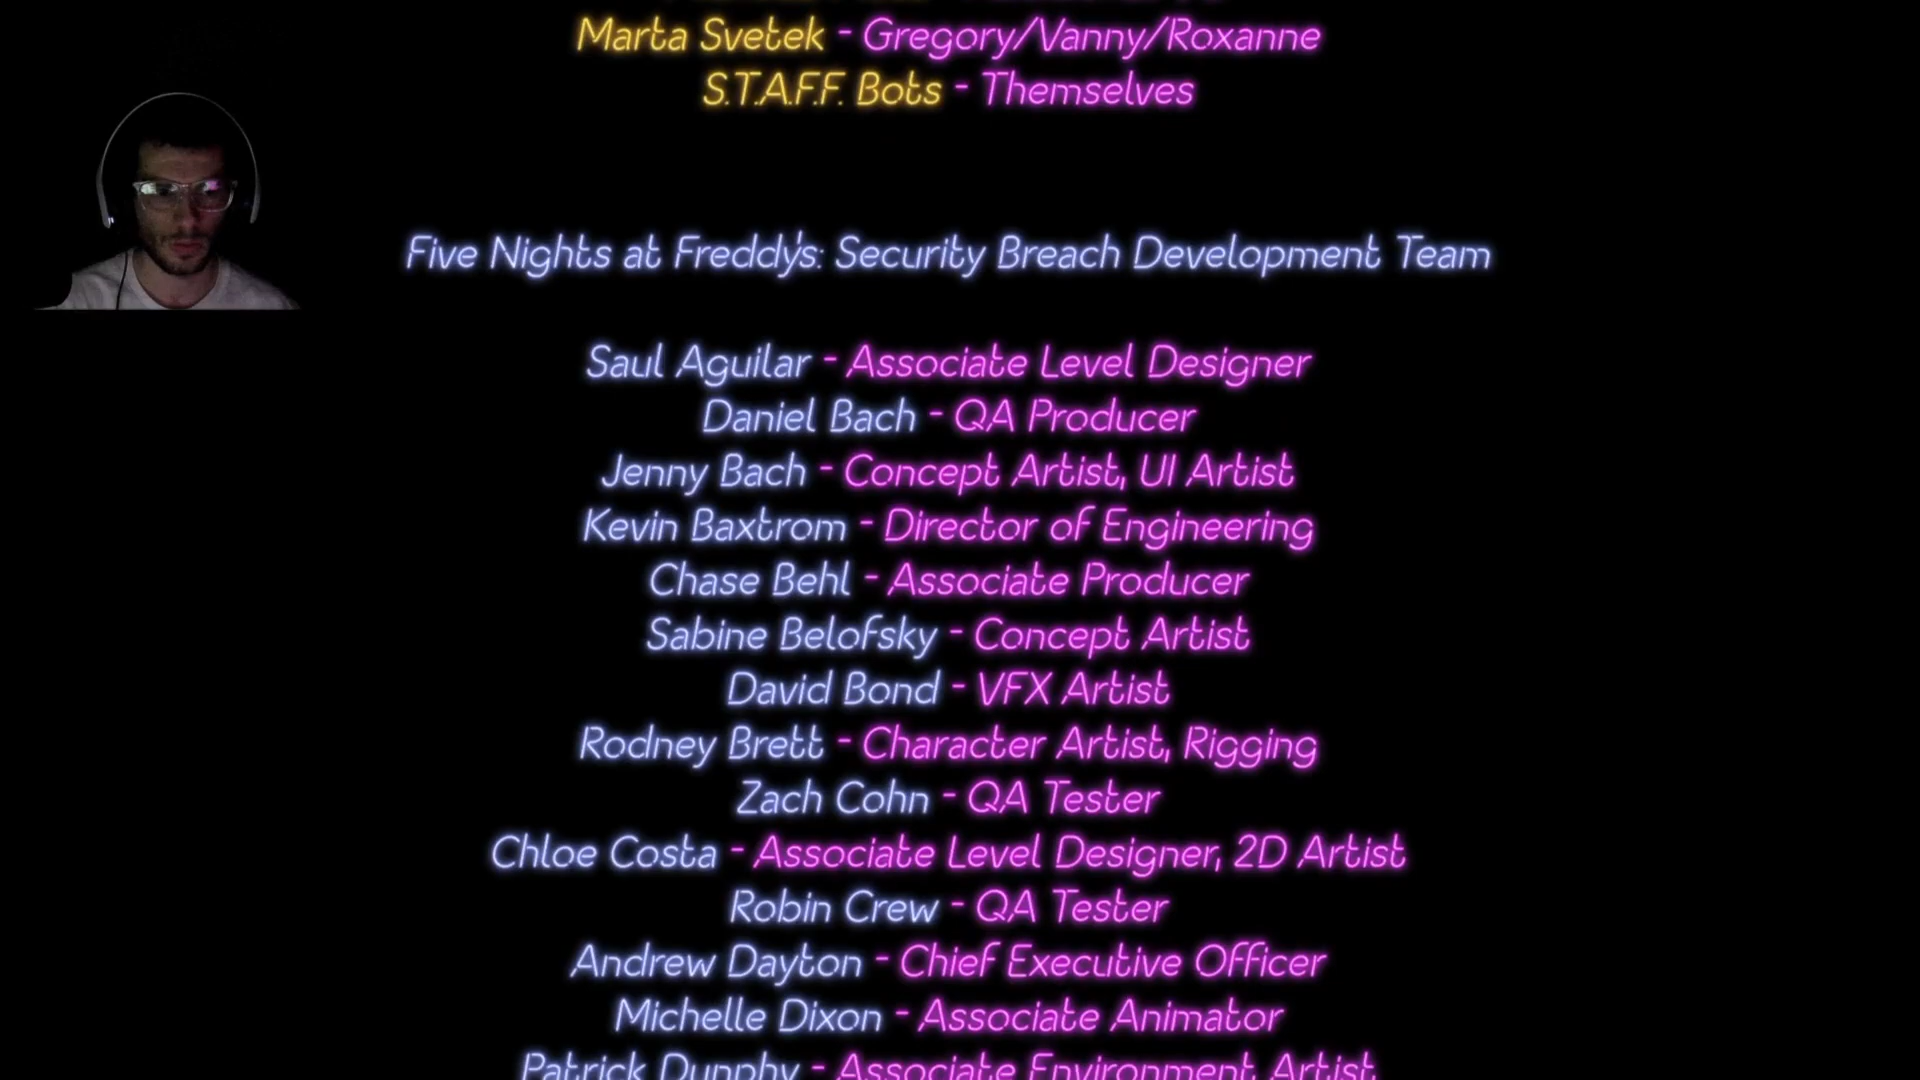 Marta Svetek - Gregory/Vanny/Roxanne
S.T.A.F.F. Bots - Themselves
Five Nights at Freddy's: Security Breach Development Team
Saul Aguilar - Associate Level Designer
Daniel Bach - QA Producer
Jenny Bach - Concept Artist, UI Artist
Kevin Baxtrom - Director of Engineering
Chase Behl - Associate Producer
Sabine Belofsky - Concept Artist
David Bond - VFX Artist
Rodney Brett - Character Artist, Rigging
Zach Cohn - QA Tester
Chloe Costa - Associate Level Designer, 2D Artist
Robin Crew - QA Tester
Andrew Dayton - Chief Executive Officer
Michelle Dixon - Associate Animator
Patrick Dunphy - Associate Environment Artist